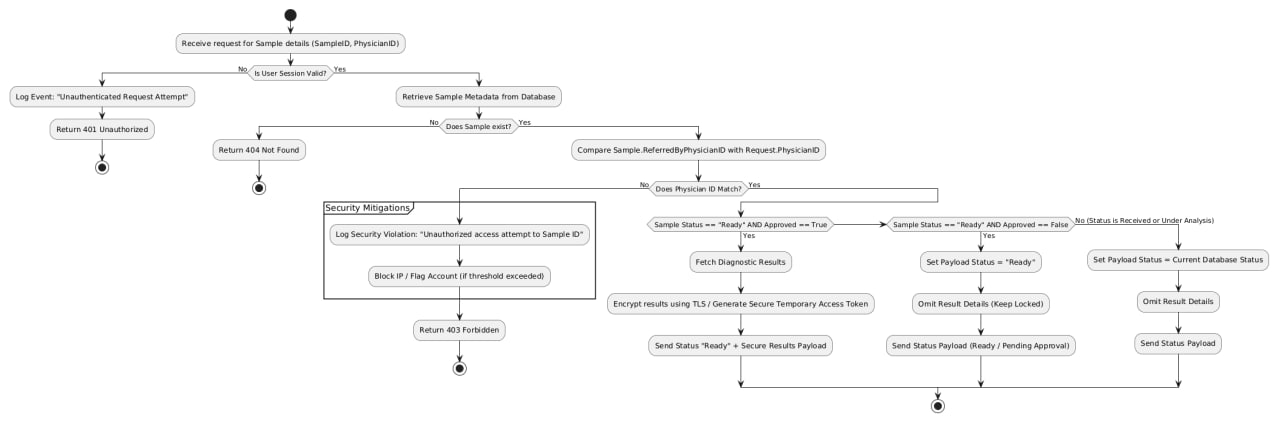 Receive request for Sample details (SampleID, PhysicianID)
No
Is User Session Valid?
Yes
Log Event: "Unauthenticated Request Attempt"
Return 401 Unauthorized
Retrieve Sample Metadata from Database
No
Does Sample exist?
Yes
Return 404 Not Found
Compare Sample.ReferredByPhysicianID with Request.PhysicianID
No
Does Physician ID Match?
Yes
Security Mitigations
Log Security Violation: "Unauthorized access attempt to Sample ID"
Block IP / Flag Account (if threshold exceeded)
Return 403 Forbidden
Sample Status == "Ready" AND Approved == True
Yes
Fetch Diagnostic Results
Encrypt results using TLS / Generate Secure Temporary Access Token
Send Status "Ready" + Secure Results Payload
Sample Status == "Ready" AND Approved == False
Yes
Set Payload Status = "Ready"
Omit Result Details (Keep Locked)
Send Status Payload (Ready / Pending Approval)
No (Status is Received or Under Analysis)
Set Payload Status = Current Database Status
Omit Result Details
Send Status Payload